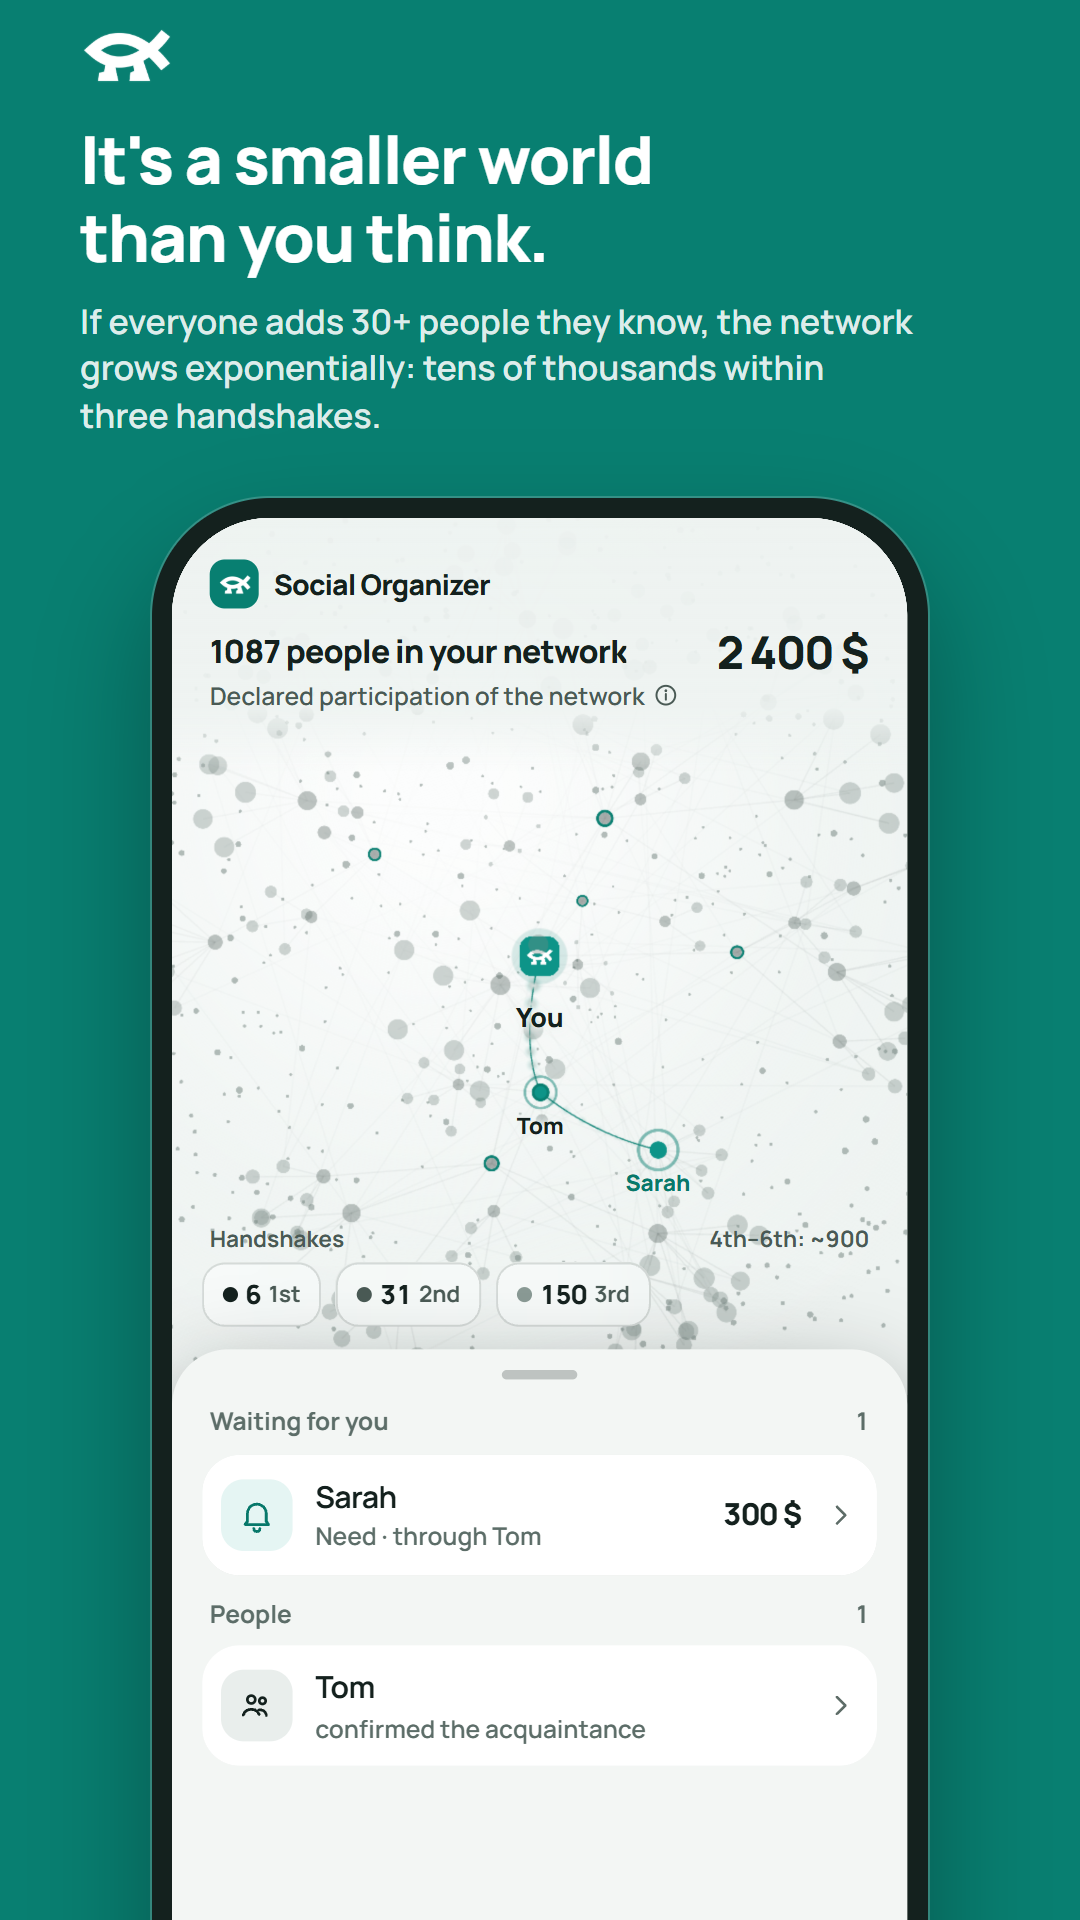 It's a smaller world
than you think.
If everyone adds 30+ people they know, the network
grows exponentially: tens of thousands within
three handshakes.
Social Organizer
1087 people in your network
2 400 $
Declared participation of the network
You
Tom
Sarah
Handshakes
4th–6th: ~900
6 1st
31 2nd
150 3rd
Waiting for you
1
Sarah
Need · through Tom
300 $
People
1
Tom
confirmed the acquaintance